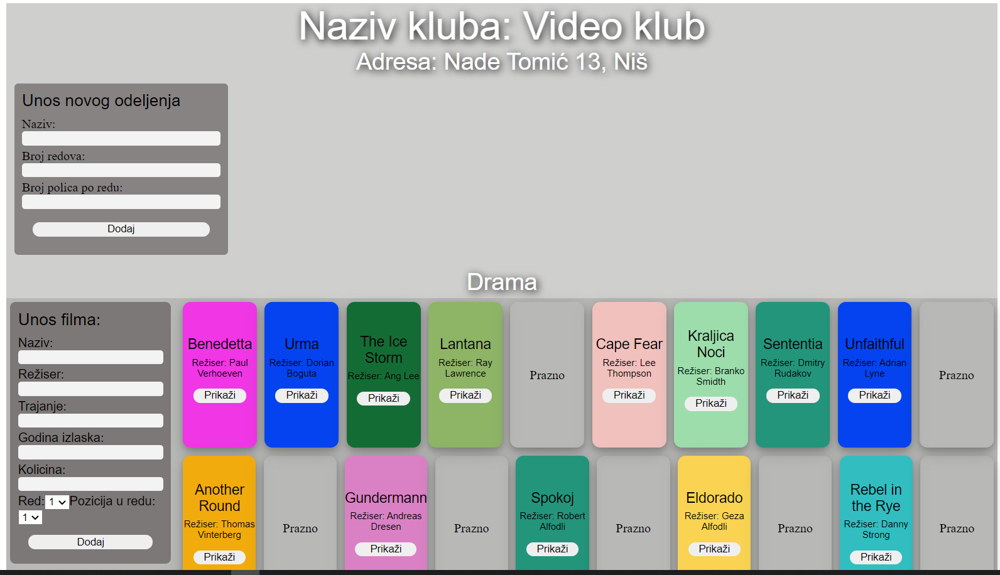 Naziv kluba: Video klub
Adresa: Nade Tomić 13, Niš
Unos novog odeljenja
Naziv:
Broj redova:
Broj polica po redu:
Dodaj
Drama
Unos filma:
Naziv:
Režiser:
Trajanje:
Godina izlaska:
Kolicina:
Red: 1 Pozicija u redu:
1
Dodaj
Benedetta
Režiser: Paul
Verhoeven
Prikaži
Urma
Režiser: Dorian
Boguta
Prikaži
The Ice
Storm
Režiser: Ang Lee
Prikaži
Lantana
Režiser: Ray
Lawrence
Prikaži
Prazno
Cape Fear
Režiser: Lee
Thompson
Prikaži
Kraljica
Noci
Režiser: Branko
Smidth
Prikaži
Sententia
Režiser: Dmitry
Rudakov
Prikaži
Unfaithful
Režiser: Adrian
Lyne
Prikaži
Prazno
Another
Round
Režiser: Thomas
Vinterberg
Prikaži
Prazno
Gundermann
Režiser: Andreas
Dresen
Prikaži
Prazno
Spokoj
Režiser: Robert
Alfodli
Prikaži
Prazno
Eldorado
Režiser: Geza
Alfodli
Prikaži
Prazno
Rebel in
the Rye
Režiser: Danny
Strong
Prikaži
Prazno